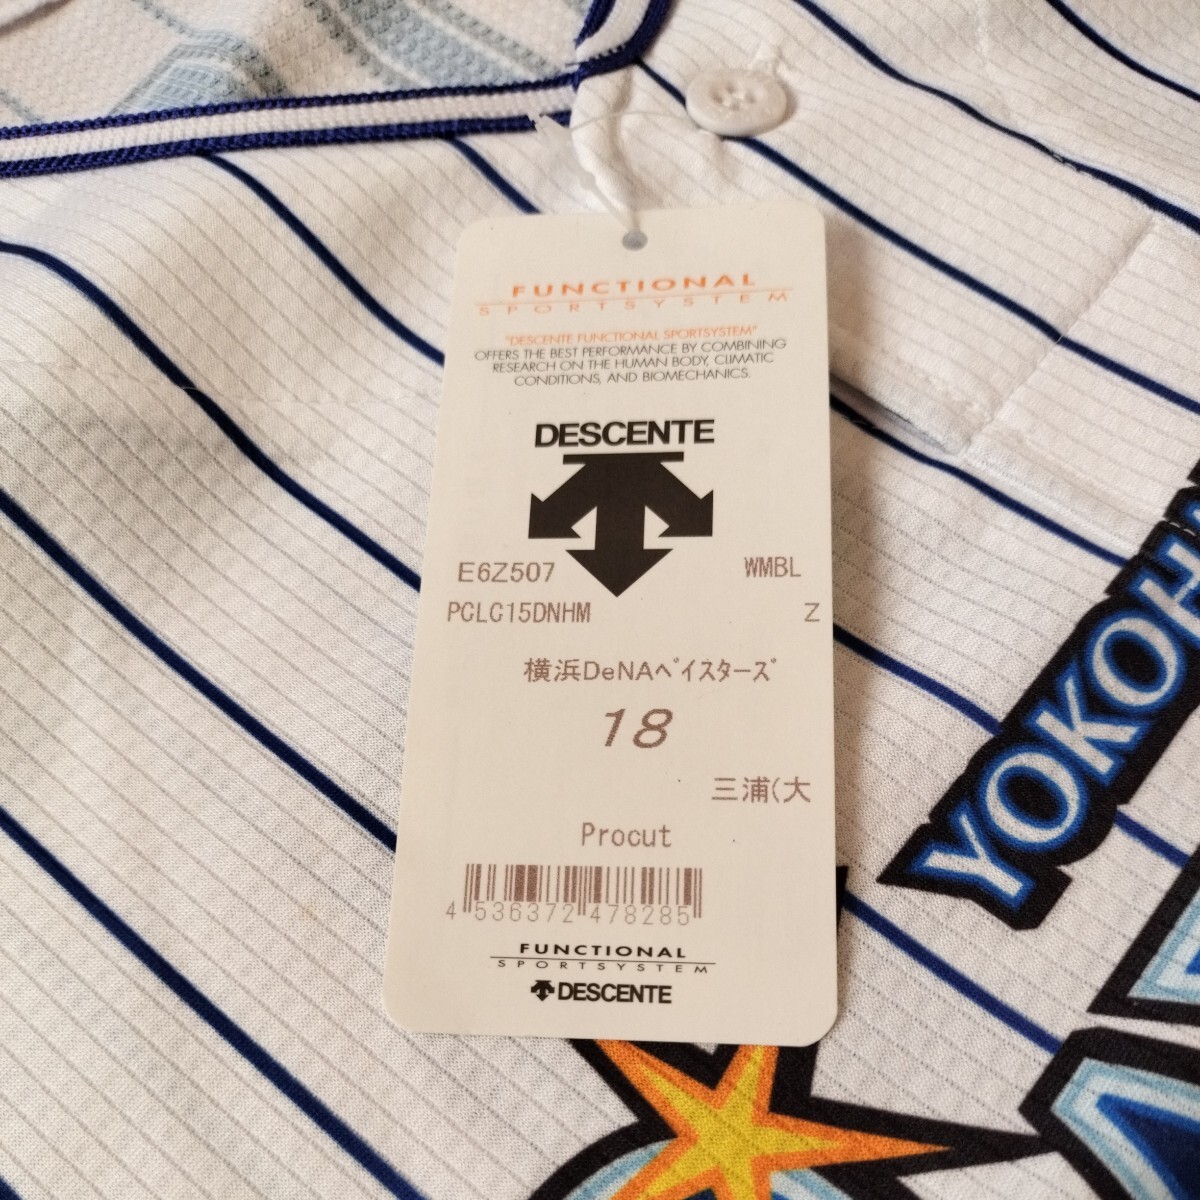 FUNCTIONAL
SPORTSYSTEM
"DESCENTE FUNCTIONAL SPORTSYSTEM"
OFFERS THE BEST PERFORMANCE BY COMBINING
RESEARCH ON THE HUMAN BODY, CLIMATIC
CONDITIONS, AND BIOMECHANICS.
DESCENTE
E6Z507 WMBL
PCLC15DNHM Z
横浜DeNAベイスターズ
18
三浦(大
Procut
4 536372 478285
FUNCTIONAL
SPORTSYSTEM
DESCENTE
YOKOHA